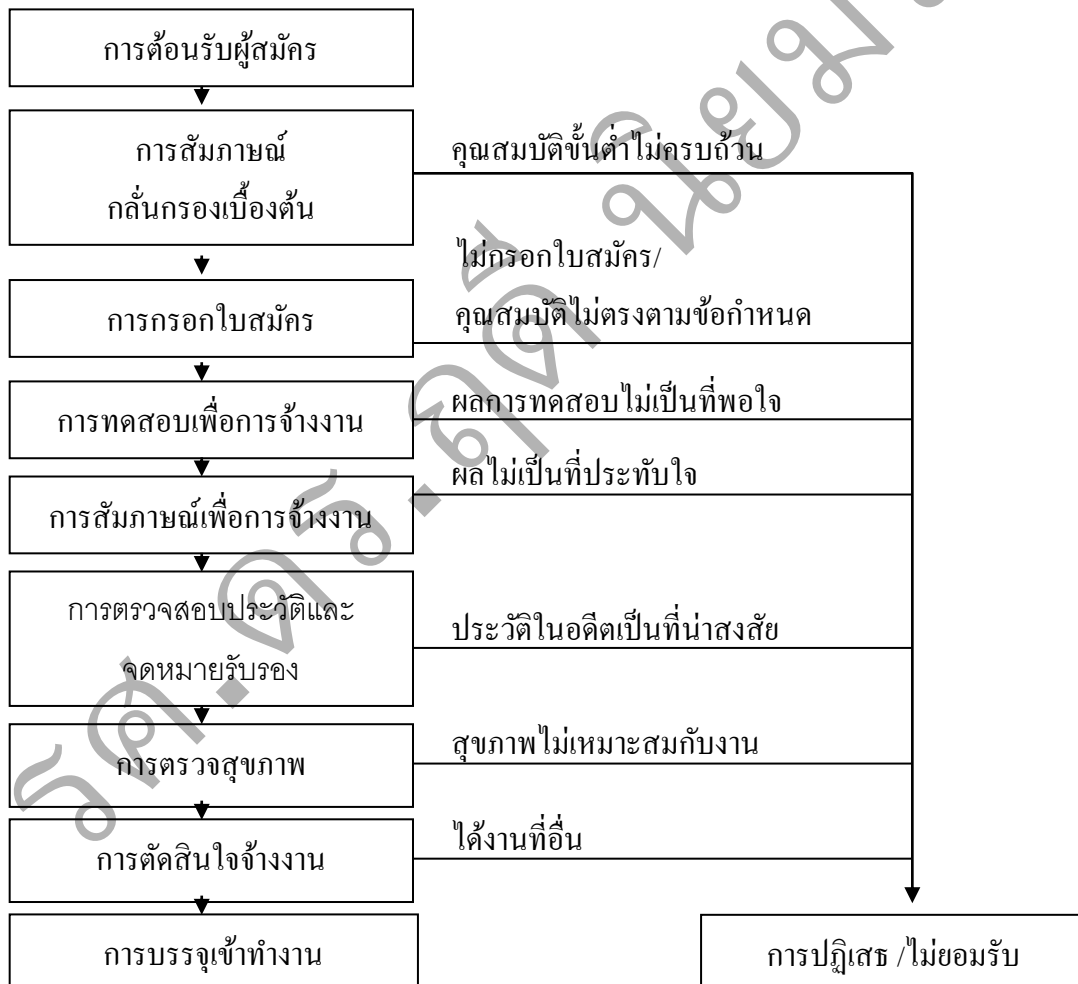 การต้อนรับผู้สมัคร
การสัมภาษณ์
กลั่นกรองเบื้องต้น
คุณสมบัติขั้นต่ำไม่ครบถ้วน
ไม่กรอกใบสมัคร/
คุณสมบัติไม่ตรงตามข้อกำหนด
การกรอกใบสมัคร
การทดสอบเพื่อการจ้างงาน
ผลการทดสอบไม่เป็นที่พอใจ
การสัมภาษณ์เพื่อการจ้างงาน
ผลไม่เป็นที่ประทับใจ
การตรวจสอบประวัติและ
จดหมายรับรอง
ประวัติในอดีตเป็นที่น่าสงสัย
การตรวจสุขภาพ
สุขภาพไม่เหมาะสมกับงาน
การตัดสินใจจ้างงาน
ได้งานที่อื่น
การบรรจุเข้าทำงาน
การปฏิเสธ /ไม่ยอมรับ
รศ.ดร.ฤดี